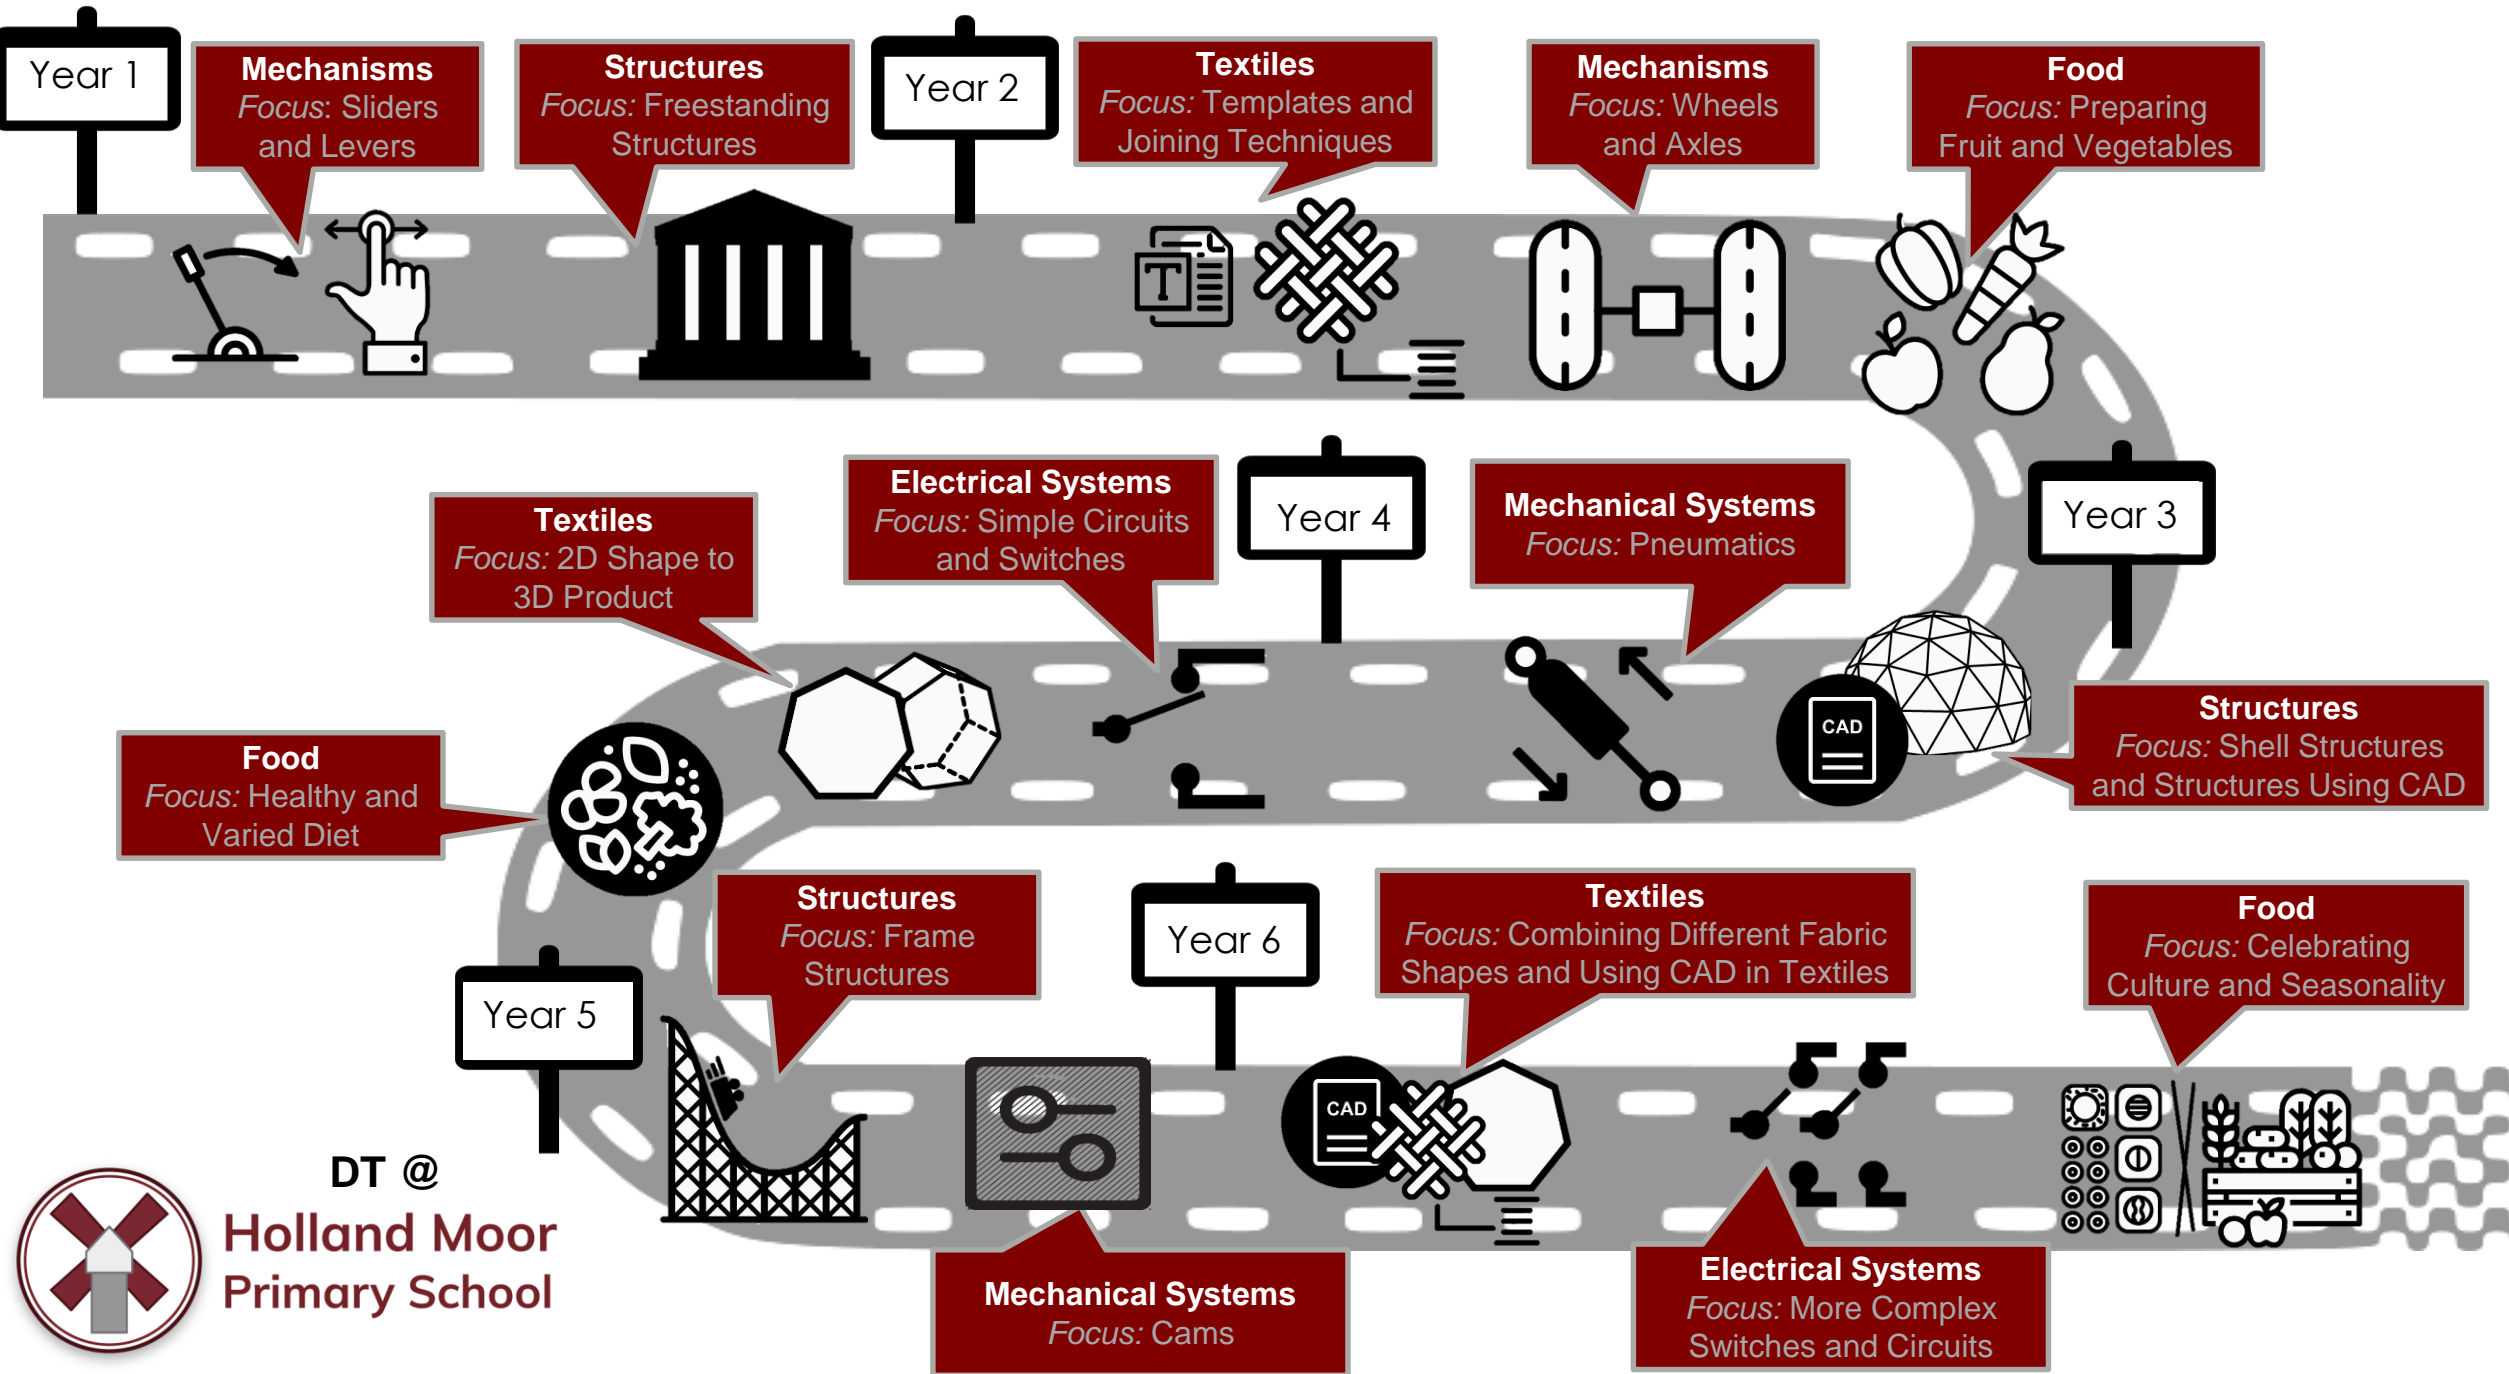 Year 1
Mechanisms
Focus: Sliders
and Levers
Structures
Focus: Freestanding
Structures
Year 2
Textiles
Focus: Templates and
Joining Techniques
Mechanisms
Focus: Wheels
and Axles
Food
Focus: Preparing
Fruit and Vegetables
T
Year 3
Structures
Focus: Shell Structures
and Structures Using CAD
CAD
Mechanical Systems
Focus: Pneumatics
Year 4
Electrical Systems
Focus: Simple Circuits
and Switches
Textiles
Focus: 2D Shape to
3D Product
Food
Focus: Healthy and
Varied Diet
Year 5
Structures
Focus: Frame
Structures
Mechanical Systems
Focus: Cams
Year 6
Textiles
Focus: Combining Different Fabric
Shapes and Using CAD in Textiles
CAD
Electrical Systems
Focus: More Complex
Switches and Circuits
Food
Focus: Celebrating
Culture and Seasonality
DT @
Holland Moor
Primary School